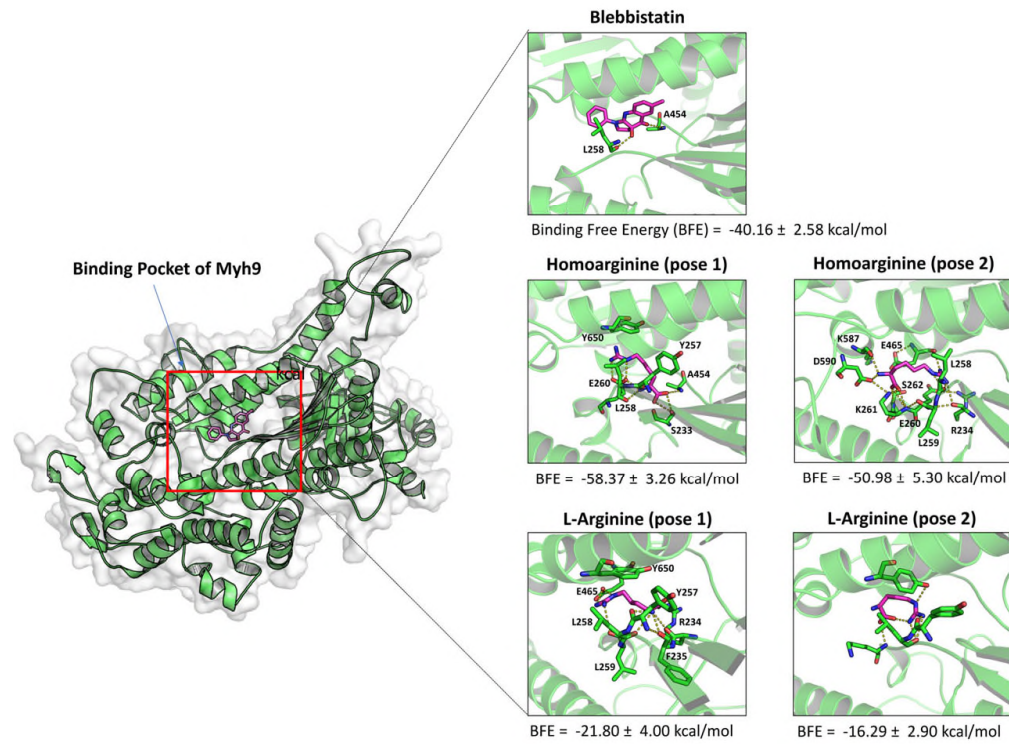 Blebbistatin
A454
L258
Binding Free Energy (BFE) = -40.16 ± 2.58 kcal/mol
Binding Pocket of Myh9
kcal
Homoarginine (pose 1)
Y650
Y257
A454
E260
L258
S233
BFE = -58.37 ± 3.26 kcal/mol
Homoarginine (pose 2)
K587
E465
D590
L258
S262
K261
E260
R234
L259
BFE = -50.98 ± 5.30 kcal/mol
L-Arginine (pose 1)
Y650
E465
Y257
L258
R234
F235
L259
BFE = -21.80 ± 4.00 kcal/mol
L-Arginine (pose 2)
BFE = -16.29 ± 2.90 kcal/mol